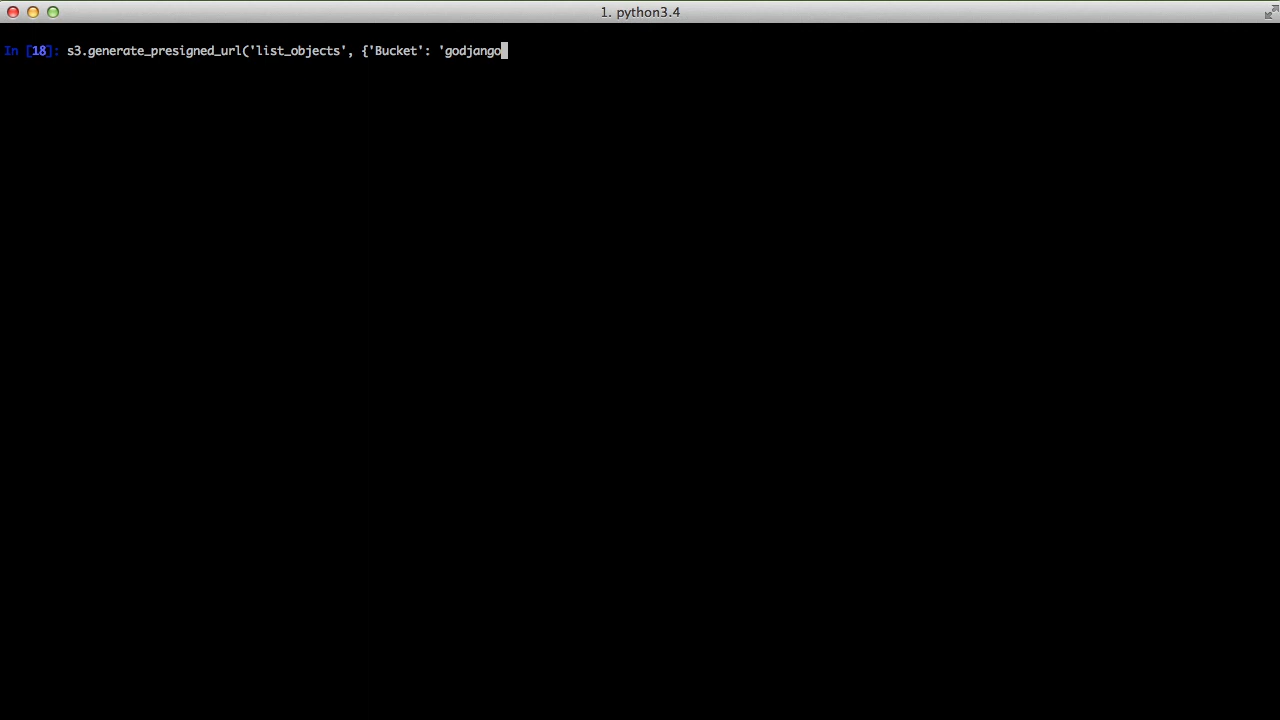 1. python3.4
In [18]: s3.generate_presigned_url('list_objects', {'Bucket': 'godjango